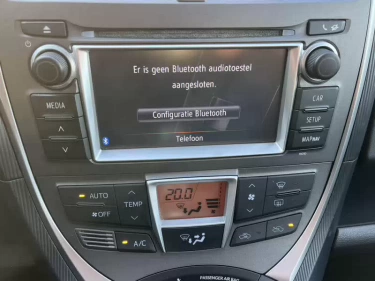 Er is geen Bluetooth audiotoestel
aangesloten.
Configuratie Bluetooth
Telefoon
MEDIA
CAR
SETUP
MAP
AUTO
OFF
TEMP
20.0
A/C
PASSENGER AIR BAG